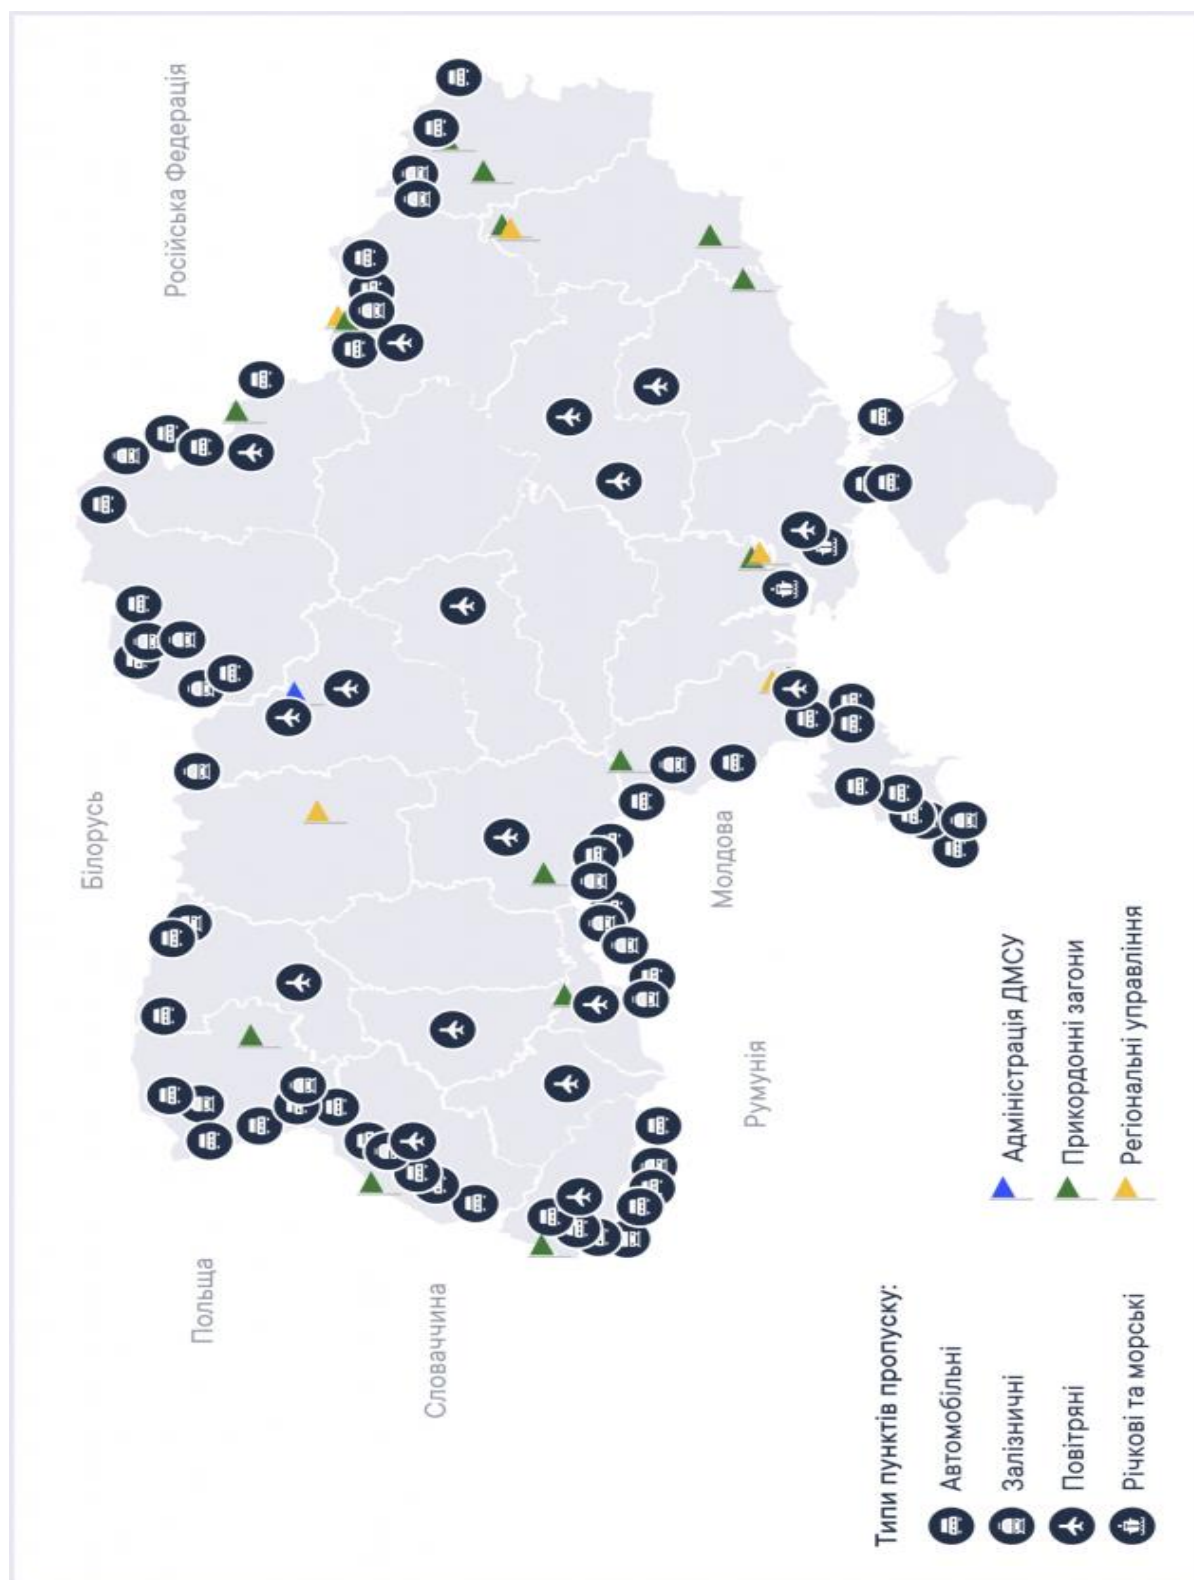 Російська Федерація
Білорусь
Польща
Словаччина
Молдова
Румунія
Типи пунктів пропуску:
Автомобільні
Залізничні
Повітряні
Річкові та морські
Адміністрація ДМСУ
Прикордонні загони
Регіональні управління